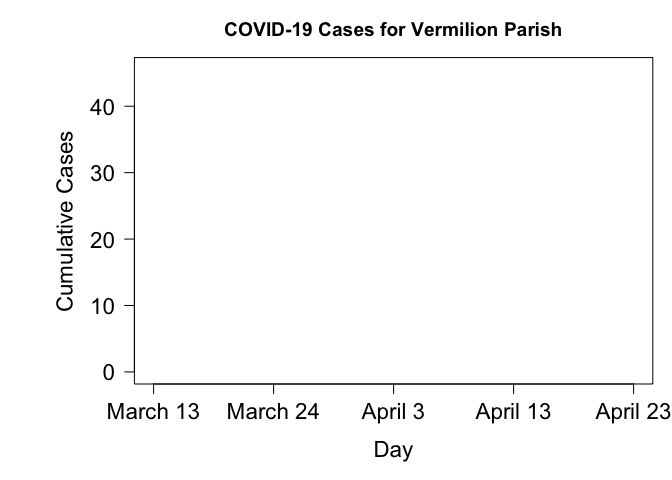 COVID-19 Cases for Vermilion Parish
Cumulative Cases
40
30
20
10
0
March 13 March 24 April 3 April 13 April 23
Day